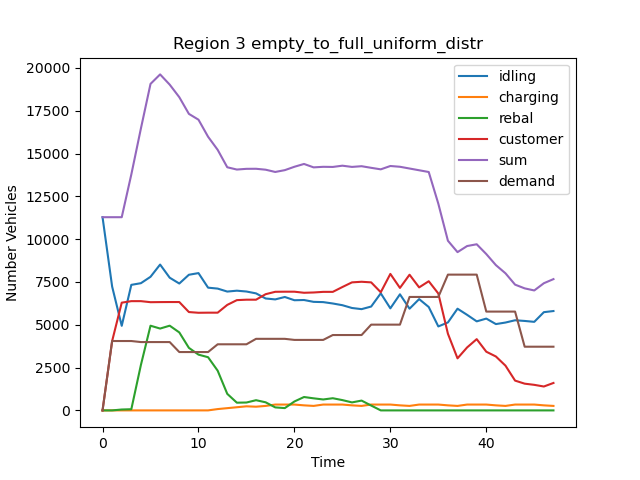 Region 3 empty_to_full_uniform_distr
20000
17500
15000
12500
10000
7500
5000
2500
0
Number Vehicles
idling
charging
rebal
customer
sum
demand
0 10 20 30 40
Time